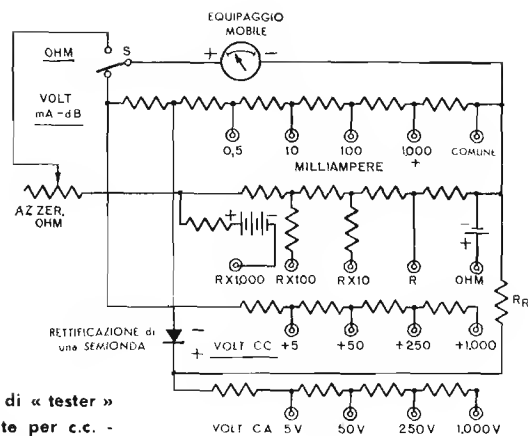 EQUIPAGGIO
MOBILE
OHM
S
+
-
VOLT
mA-dB
0,5
10
100
1,000
COMUNE
MILLIAMPERE
+
AZZER.
OHM
+
-
-
+
RX1,000
RX100
RX10
R
OHM
RR
RETTIFICAZIONE di
una SEMIONDA
-
+
VOLT CC
+5
+50
+250
+1,000
di « tester »
te per c.c. -
VOLT CA
5V
50V
250V
1,000V